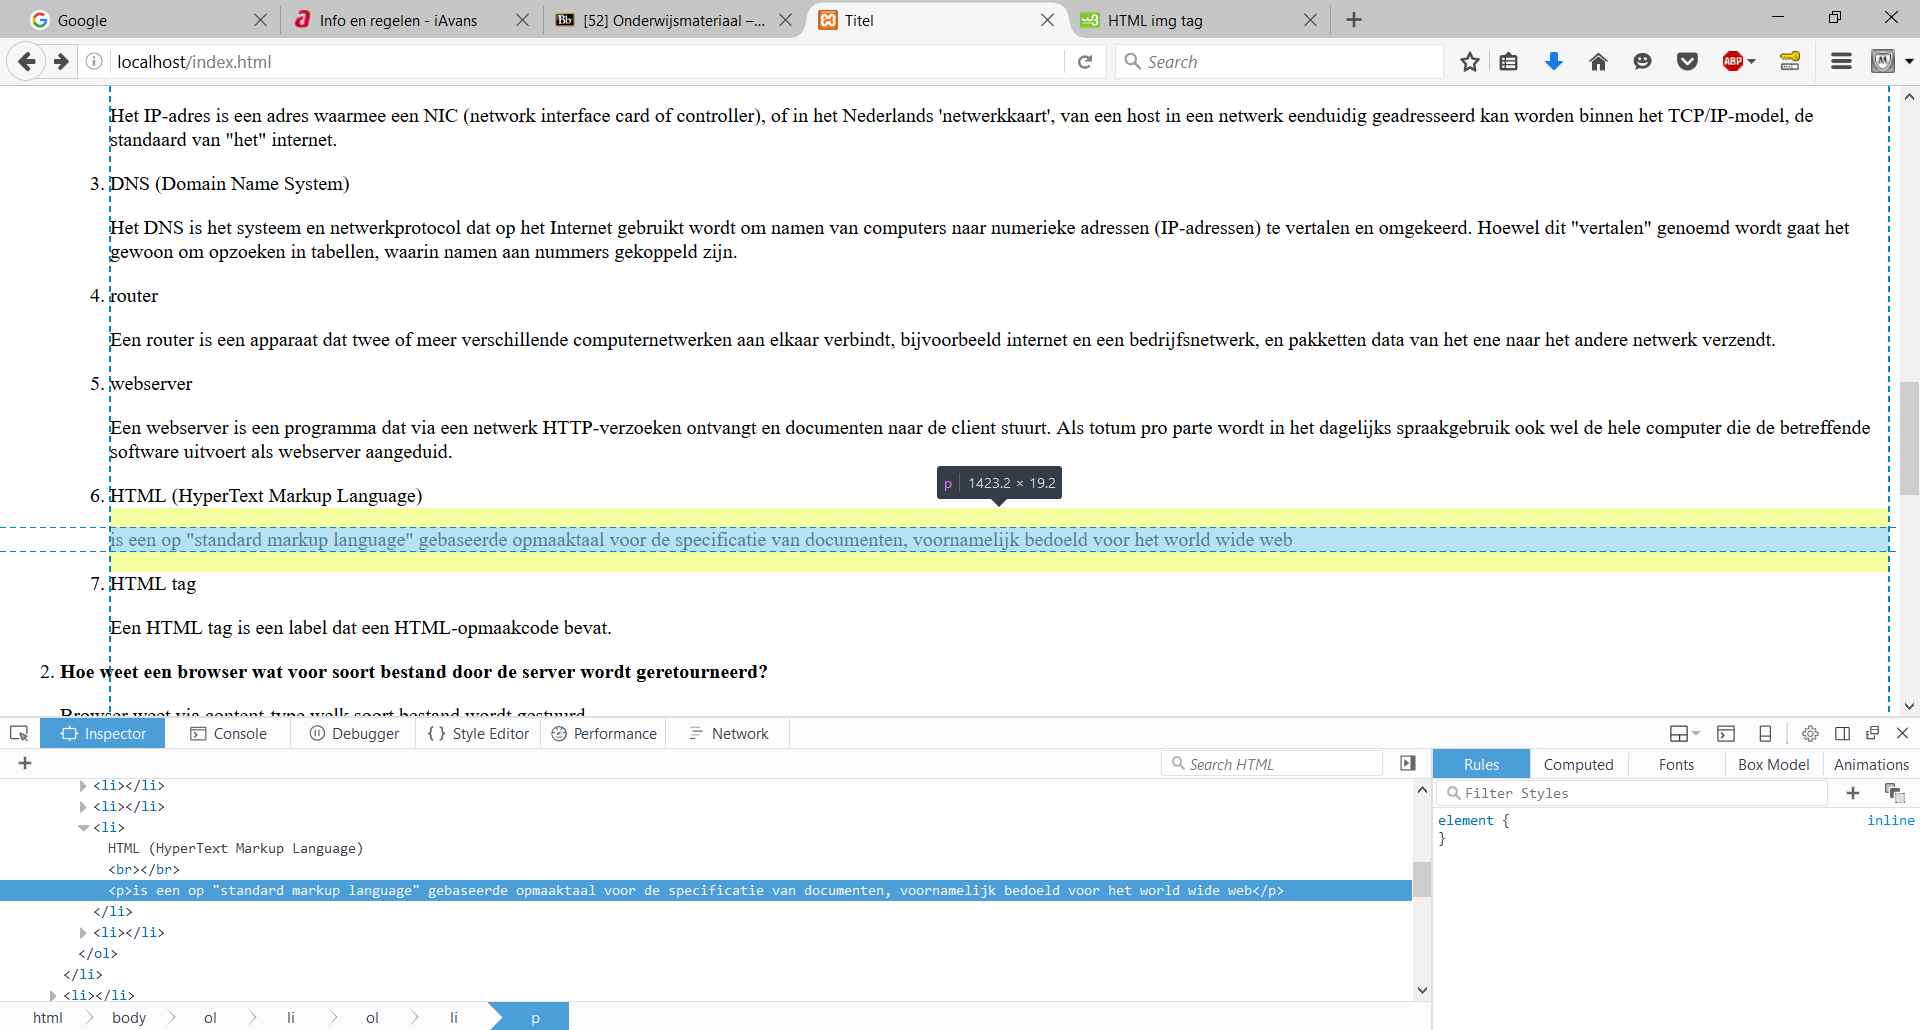 Google
Info en regelen - iAvans
Bb
[52] Onderwijsmateriaal –...
Titel
w3
HTML img tag
localhost/index.html
Search
ABP
Het IP-adres is een adres waarmee een NIC (network interface card of controller), of in het Nederlands 'netwerkkaart', van een host in een netwerk eenduidig geadresseerd kan worden binnen het TCP/IP-model, de
standaard van "het" internet.
3. DNS (Domain Name System)
Het DNS is het systeem en netwerkprotocol dat op het Internet gebruikt wordt om namen van computers naar numerieke adressen (IP-adressen) te vertalen en omgekeerd. Hoewel dit "vertalen" genoemd wordt gaat het
gewoon om opzoeken in tabellen, waarin namen aan nummers gekoppeld zijn.
4. router
Een router is een apparaat dat twee of meer verschillende computernetwerken aan elkaar verbindt, bijvoorbeeld internet en een bedrijfsnetwerk, en pakketten data van het ene naar het andere netwerk verzendt.
5. webserver
Een webserver is een programma dat via een netwerk HTTP-verzoeken ontvangt en documenten naar de client stuurt. Als totum pro parte wordt in het dagelijks spraakgebruik ook wel de hele computer die de betreffende
software uitvoert als webserver aangeduid.
p 1423.2 × 19.2
6. HTML (HyperText Markup Language)
is een op "standard markup language" gebaseerde opmaaktaal voor de specificatie van documenten, voornamelijk bedoeld voor het world wide web
7. HTML tag
Een HTML tag is een label dat een HTML-opmaakcode bevat.
2. Hoe weet een browser wat voor soort bestand door de server wordt geretourneerd?
Browser weet via content-type welk soort bestand wordt gestuurd
Inspector
Console
Debugger
{} Style Editor
Performance
Network
Search HTML
Rules
Computed
Fonts
Box Model
Animations
Filter Styles
element {
inline
}
<li></li>
<li></li>
<li>
HTML (HyperText Markup Language)
<br></br>
<p>is een op "standard markup language" gebaseerde opmaaktaal voor de specificatie van documenten, voornamelijk bedoeld voor het world wide web</p>
</li>
<li></li>
</ol>
</li>
<li></li>
html
body
ol
li
ol
li
p